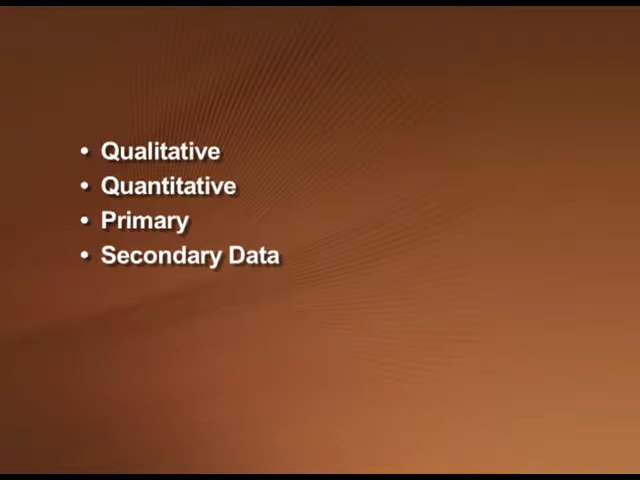 • Qualitative
• Quantitative
• Primary
• Secondary Data